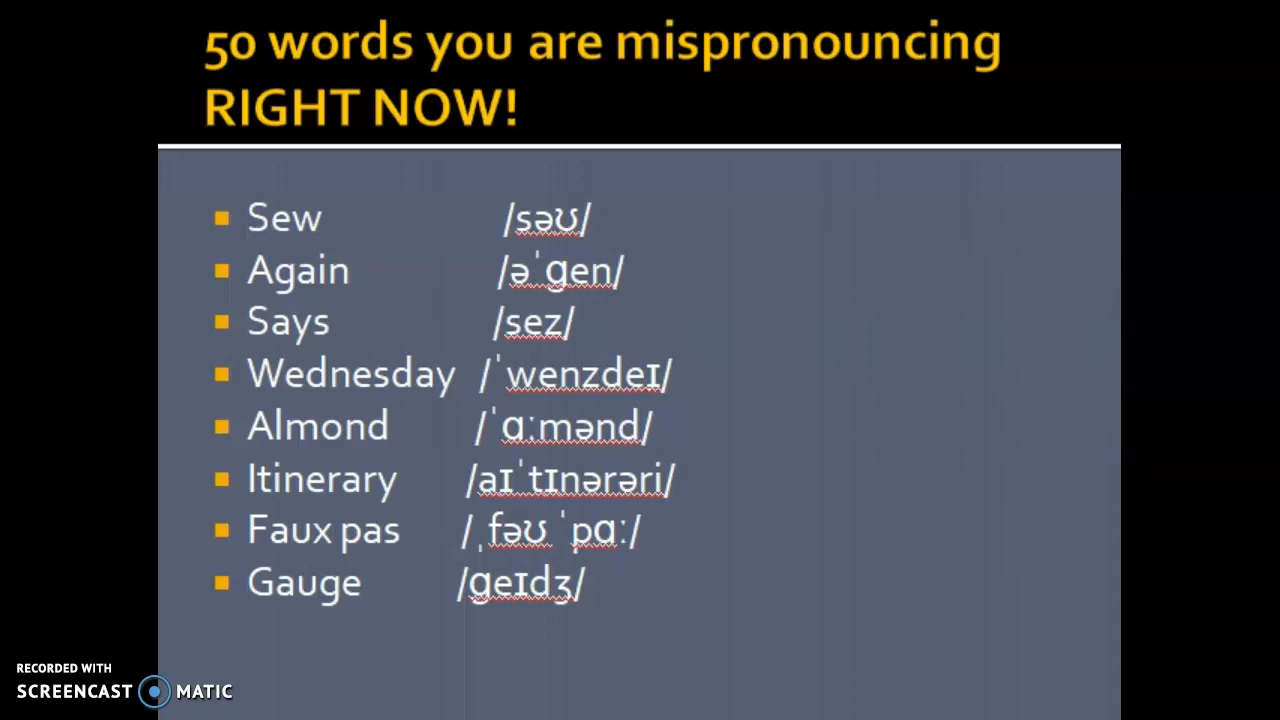 50 words you are mispronouncing
RIGHT NOW!
Sew /səʊ/
Again /əˈɡen/
Says /sez/
Wednesday /ˈwenzdeɪ/
Almond /ˈɑːmənd/
Itinerary /aɪˈtɪnərəri/
Faux pas /ˌfəʊ ˈpɑː/
Gauge /ɡeɪdʒ/
RECORDED WITH
SCREENCAST MATIC